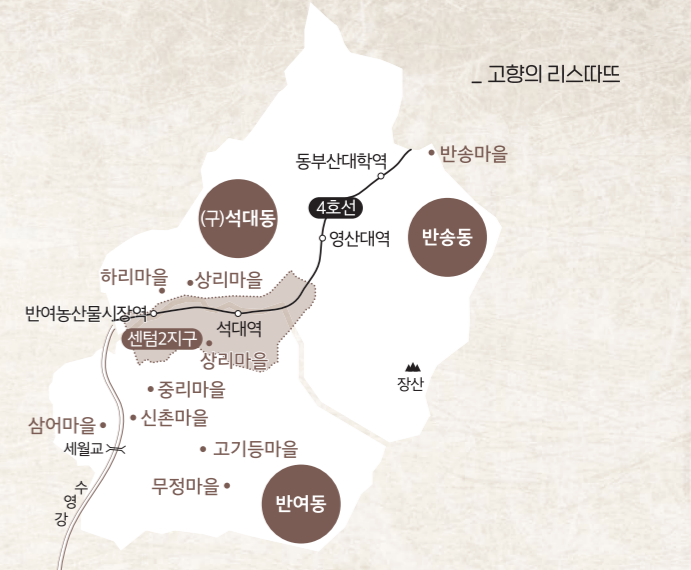 _ 고향의 리스따뜨
반송마을
동부산대학역
4호선
(구)석대동
영산대역
반송동
하리마을
상리마을
반여농산물시장역
석대역
센텀2지구
상리마을
장산
중리마을
신촌마을
삼어마을
세월교
고기등마을
무정마을
수
영
강
반여동